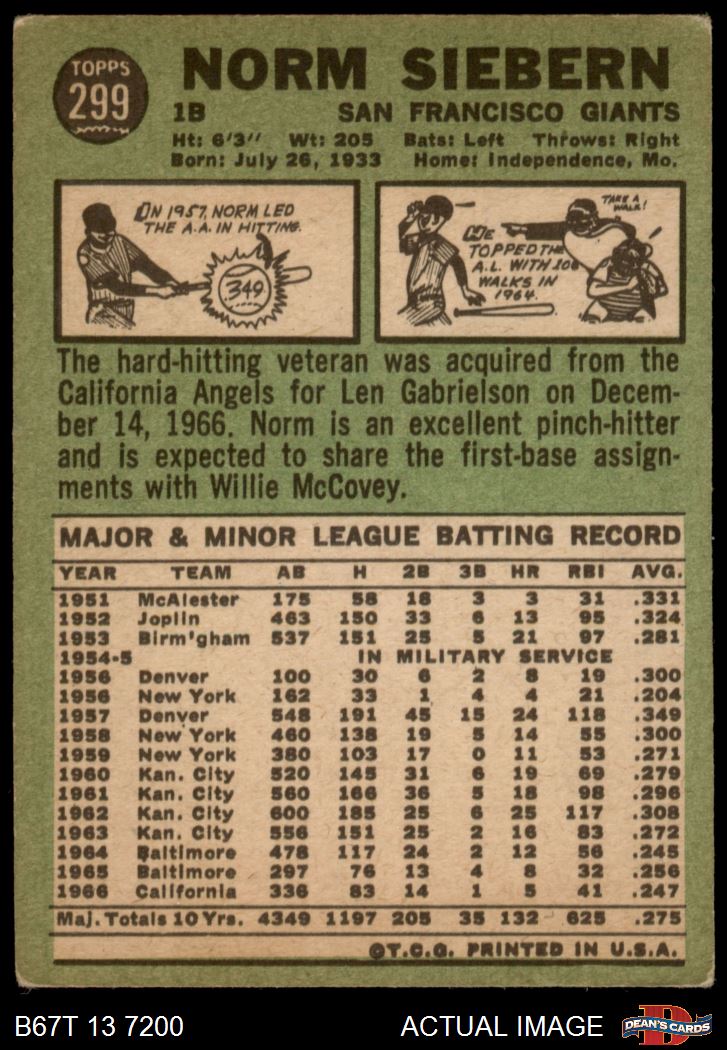 TOPPS
299
NORM SIEBERN
1B SAN FRANCISCO GIANTS
Ht: 6'3" Wt: 205 Bats: Left Throws: Right
Born: July 26, 1933 Home: Independence, Mo.
ON 1957, NORM LED
THE A.A. IN HITTING.
349
HE
TOPPED THE
A.L. WITH 106
WALKS IN
1964.
TAKE A
WALK!
The hard-hitting veteran was acquired from the
California Angels for Len Gabrielson on Decem-
ber 14, 1966. Norm is an excellent pinch-hitter
and is expected to share the first-base assign-
ments with Willie McCovey.
MAJOR & MINOR LEAGUE BATTING RECORD
YEAR TEAM AB H 2B 3B HR RBI AVG.
1951 McAlester 175 58 18 3 3 31 .331
1952 Joplin 463 150 33 6 13 95 .324
1953 Birm'gham 537 151 25 5 21 97 .281
1954-5 IN MILITARY SERVICE
1956 Denver 100 30 6 2 8 19 .300
1956 New York 162 33 1 4 4 21 .204
1957 Denver 548 191 45 15 24 118 .349
1958 New York 460 138 19 5 14 55 .300
1959 New York 380 103 17 0 11 53 .271
1960 Kan. City 520 145 31 6 19 69 .279
1961 Kan. City 560 166 36 5 18 98 .296
1962 Kan. City 600 185 25 6 25 117 .308
1963 Kan. City 556 151 25 2 16 83 .272
1964 Baltimore 478 117 24 2 12 56 .245
1965 Baltimore 297 76 13 4 8 32 .256
1966 California 336 83 14 1 5 41 .247
Maj. Totals 10 Yrs. 4349 1197 205 35 132 625 .275
©T.C.G. PRINTED IN U.S.A.
B67T 13 7200 ACTUAL IMAGE
D
DEAN'S CARDS